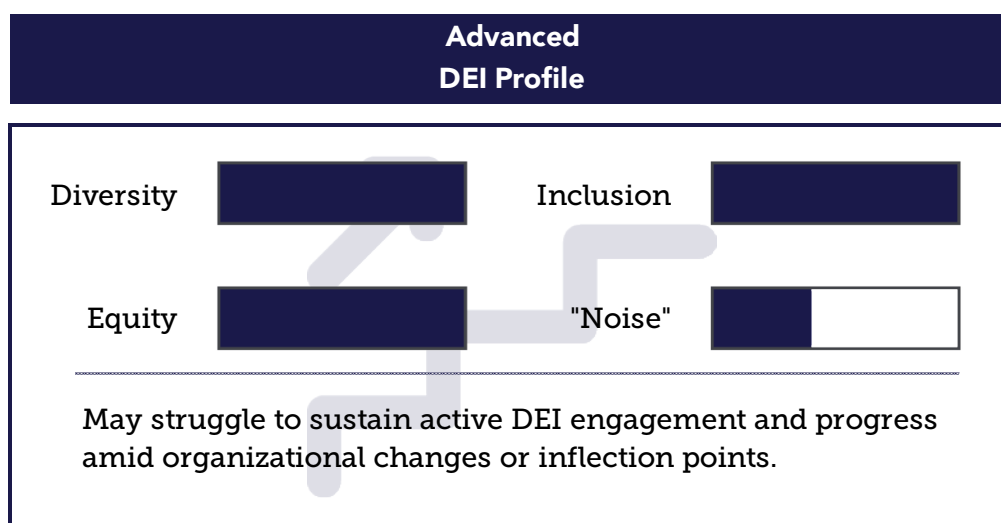 Advanced
DEI Profile
Diversity
Inclusion
Equity
"Noise"
May struggle to sustain active DEI engagement and progress
amid organizational changes or inflection points.